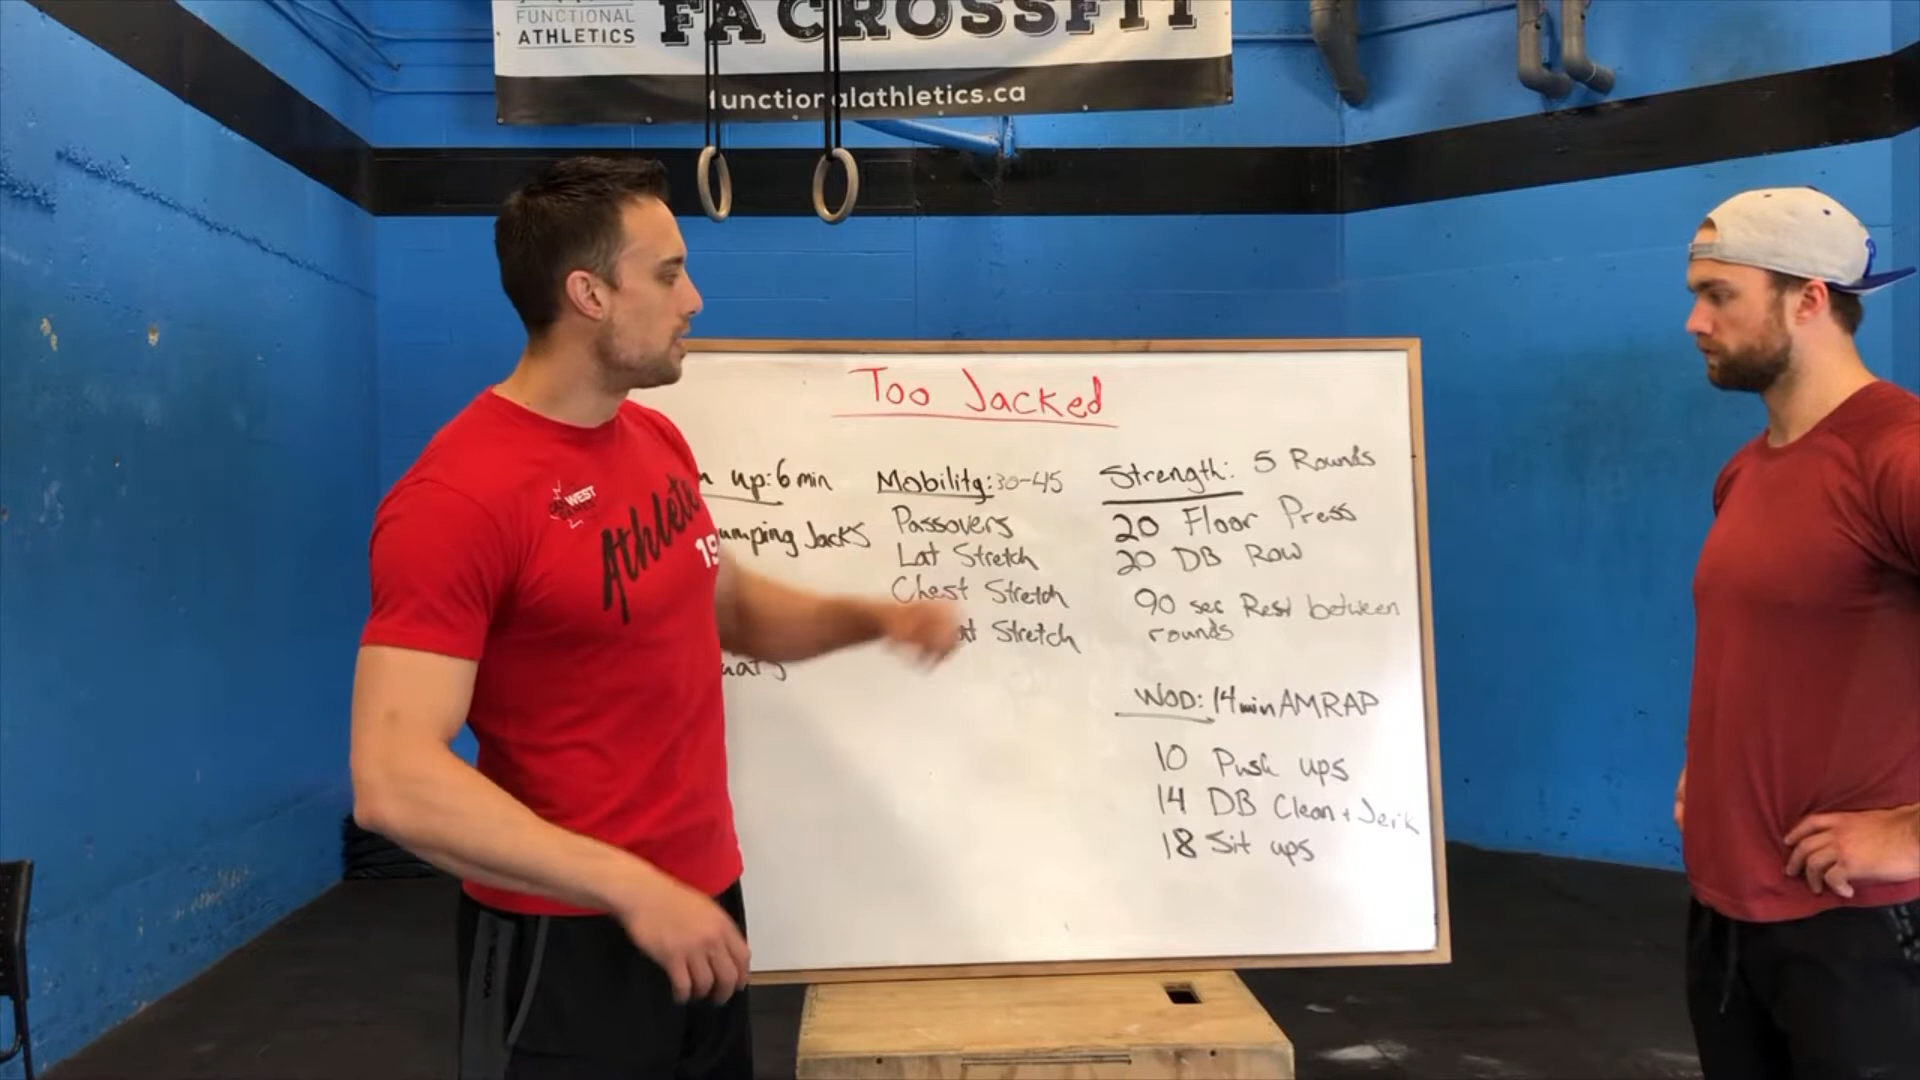 FUNCTIONAL
ATHLETICS
FA CROSSFIT
functionalathletics.ca
Too Jacked
up: 6 min
Jacks
Mobility: 30-45
Passovers
Lat Stretch
Chest Stretch
Stretch
Strength: 5 Rounds
20 Floor Press
20 DB Row
90 sec Rest between
rounds
WOD: 14 min AMRAP
10 Push ups
14 DB Clean + Jerk
18 Sit ups
WEST
Athlete
19